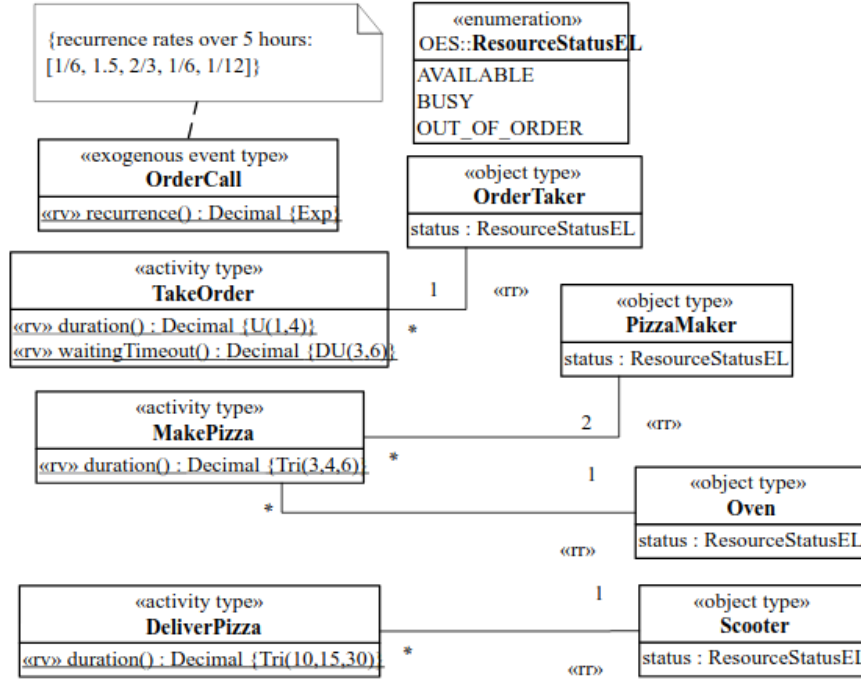 {recurrence rates over 5 hours:
[1/6, 1.5, 2/3, 1/6, 1/12]}
«enumeration»
OES::ResourceStatusEL
AVAILABLE
BUSY
OUT_OF_ORDER
«exogenous event type»
OrderCall
«rv» recurrence() : Decimal {Exp}
«object type»
OrderTaker
status : ResourceStatusEL
«activity type»
TakeOrder
«rv» duration() : Decimal {U(1,4)}
«rv» waitingTimeout() : Decimal {DU(3,6)}
1
«rr»
*
«object type»
PizzaMaker
status : ResourceStatusEL
«activity type»
MakePizza
«rv» duration() : Decimal {Tri(3,4,6)}
2
«rr»
*
1
*
«rr»
«object type»
Oven
status : ResourceStatusEL
«activity type»
DeliverPizza
«rv» duration() : Decimal {Tri(10,15,30)}
1
*
«rr»
«object type»
Scooter
status : ResourceStatusEL